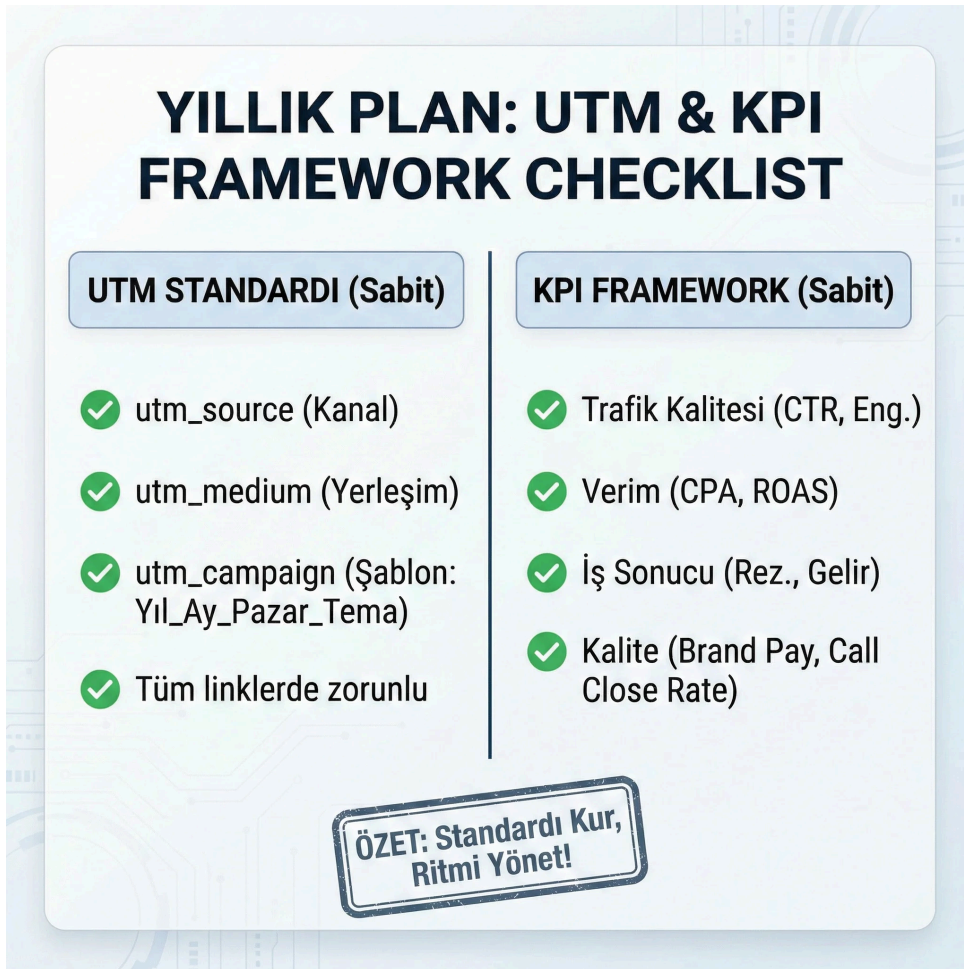 YILLIK PLAN: UTM & KPI
FRAMEWORK CHECKLIST
UTM STANDARDI (Sabit)
utm_source (Kanal)
utm_medium (Yerleşim)
utm_campaign (Şablon:
Yıl_Ay_Pazar_Tema)
Tüm linklerde zorunlu
KPI FRAMEWORK (Sabit)
Trafik Kalitesi (CTR, Eng.)
Verim (CPA, ROAS)
İş Sonucu (Rez., Gelir)
Kalite (Brand Pay, Call
Close Rate)
ÖZET: Standardı Kur,
Ritmi Yönet!